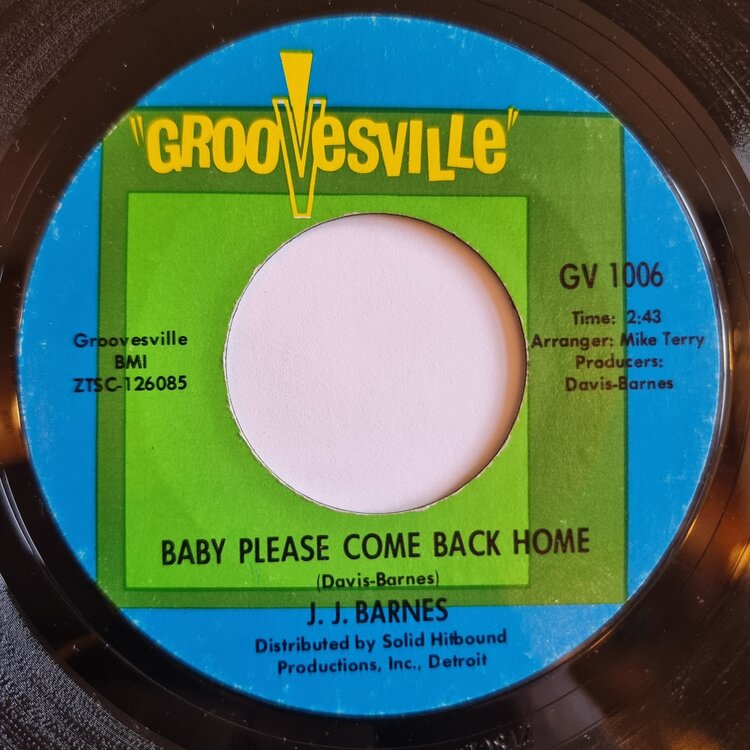 "GROOVESVILLE"
GV 1006
Time: 2:43
Arranger: Mike Terry
Producers:
Davis-Barnes
Groovesville
BMI
ZTSC-126085
BABY PLEASE COME BACK HOME
(Davis-Barnes)
J. J. BARNES
Distributed by Solid Hitbound
Productions, Inc., Detroit